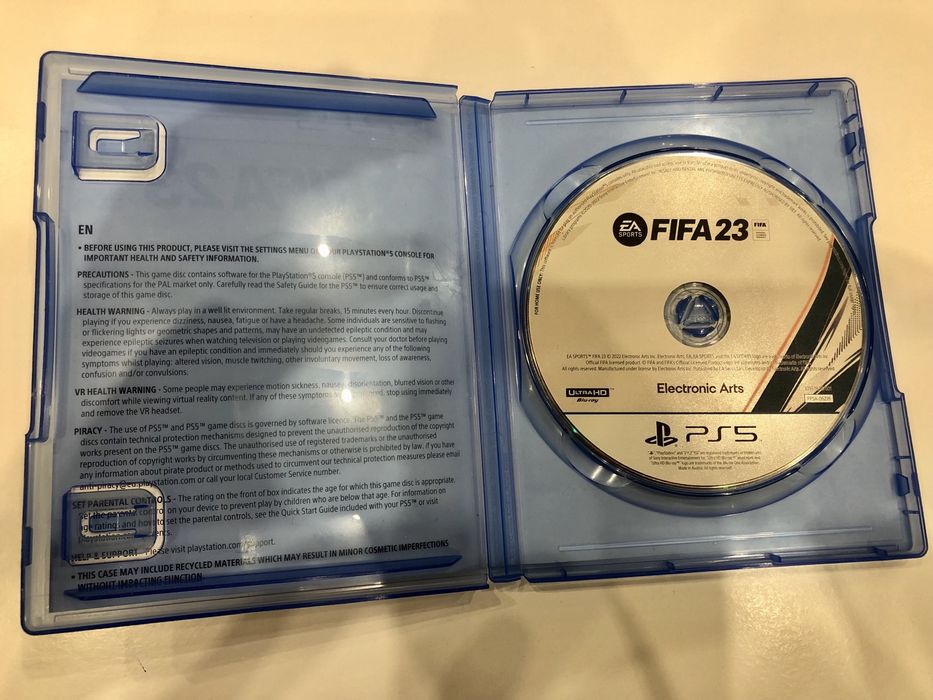 EN
• BEFORE USING THIS PRODUCT, PLEASE VISIT THE SETTINGS MENU OUR PLAYSTATION®5 CONSOLE FOR
IMPORTANT HEALTH AND SAFETY INFORMATION.
PRECAUTIONS - This game disc contains software for the PlayStation®5 console (PS5™) and conforms to PS5™
specifications for the PAL market only. Carefully read the Safety Guide for the PS5™ to ensure correct usage and
storage of this game disc.
HEALTH WARNING - Always play in a well lit environment. Take regular breaks, 15 minutes every hour. Discontinue
playing if you experience dizziness, nausea, fatigue or have a headache. Some individuals are sensitive to flashing
or flickering lights or geometric shapes and patterns, may have an undetected epileptic condition and may
experience epileptic seizures when watching television or playing videogames. Consult your doctor before playing
videogames if you have an epileptic condition and immediately should you experience any of the following
symptoms whilst playing: altered vision, muscle twitching, other involuntary movement, loss of awareness,
confusion and/or convulsions.
VR HEALTH WARNING - Some people may experience motion sickness, nausea, disorientation, blurred vision or other
discomfort while viewing virtual reality content. If any of these symptoms stop using immediately
and remove the VR headset.
PIRACY - The use of PS5™ and PS5™ game discs is governed by software licence. The PS5™ and the PS5™ game
discs contain technical protection mechanisms designed to prevent the unauthorised reproduction of the copyright
works present on the PS5™ game discs. The unauthorised use of registered trademarks or the unauthorised
reproduction of copyright works by circumventing these mechanisms or otherwise is prohibited by law. If you have
any information about pirate product or methods used to circumvent our technical protection measures please email
anti-piracy@eu.playstation.com or call your local Customer Service number.
SET PARENTAL CONTROLS - The rating on the front of box indicates the age for which this game disc is appropriate.
Set the parental control on your device to prevent play by children who are below that age. For information on
age rating and how to set the parental controls, see the Quick Start Guide included with your PS5™ or visit
HELP & SUPPORT - Please visit playstation.com/support.
• THIS CASE MAY INCLUDE RECYCLED MATERIALS WHICH MAY RESULT IN MINOR COSMETIC IMPERFECTIONS
WITHOUT IMPACTING FUNCTION
EA SPORTS FIFA 23 FIFA
FOR HOME USE ONLY
Electronic Arts
ULTRA HD
Blu-ray
PS5
Made in Austria. All Rights Reserved.